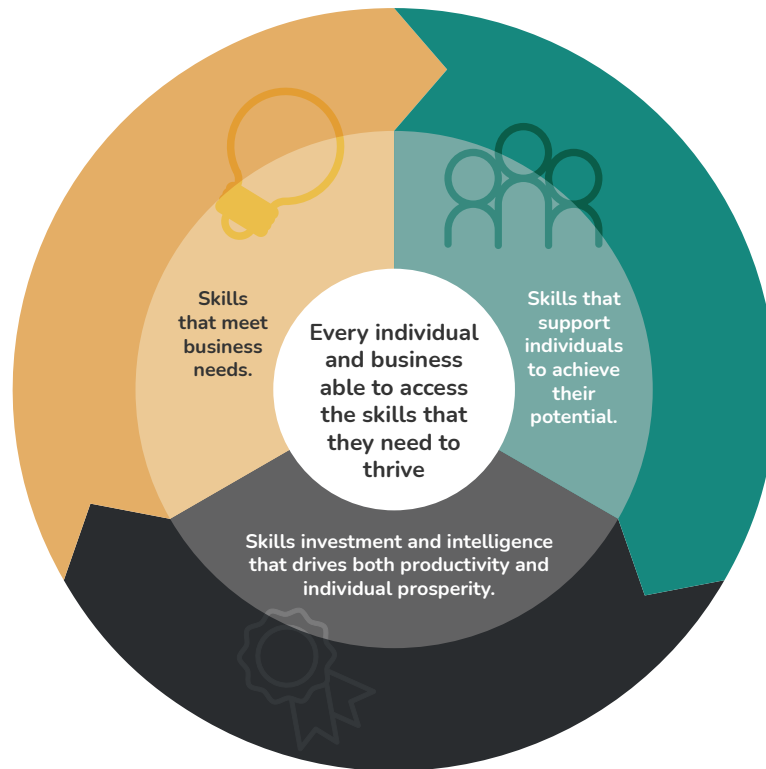 Skills
that meet
business
needs.
Skills that
support
individuals
to achieve
their
potential.
Every individual
and business
able to access
the skills that
they need to
thrive
Skills investment and intelligence
that drives both productivity and
individual prosperity.